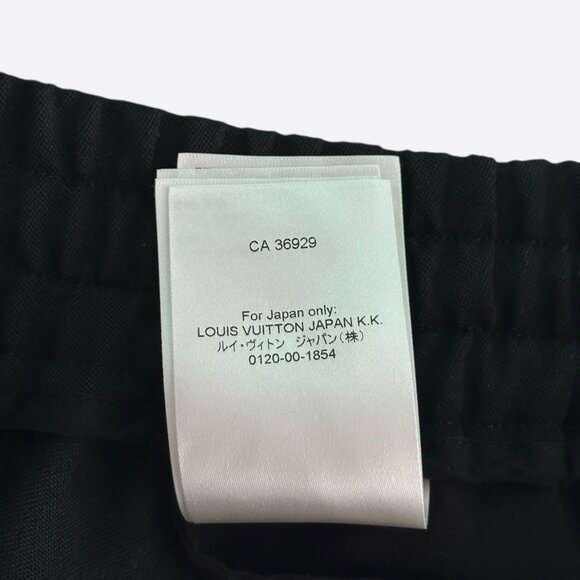 CA 36929
For Japan only:
LOUIS VUITTON JAPAN K.K.
ルイ・ヴィトン ジャパン(株)
0120-00-1854